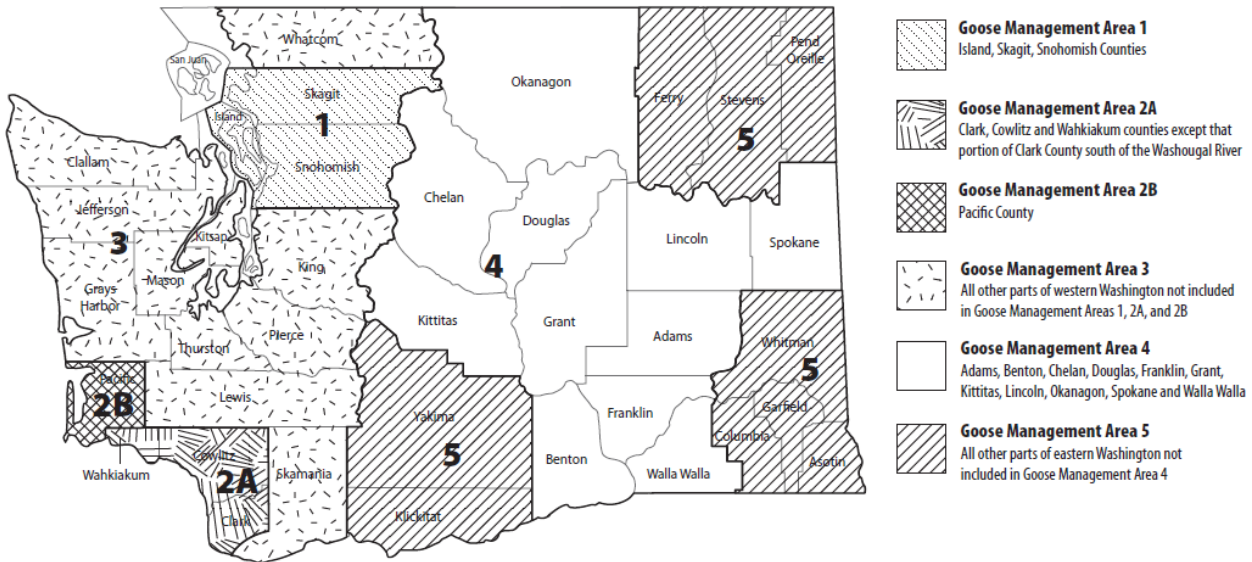 Whatcom
San Juan
Skagit
Island
1
Snohomish
Okanagon
Ferry
Stevens
Pend
Oreille
5
Clallam
Jefferson
3
Kitsap
Mason
Grays
Harbor
King
Pierce
Thurston
Chelan
Douglas
4
Lincoln
Spokane
Kittitas
Grant
Adams
Whitman
5
Pacific
2B
Lewis
Yakima
5
Franklin
Garfield
Columbia
Asotin
Wahkiakum
Cowlitz
2A
Skamania
Benton
Walla Walla
Clark
Klickitat
Goose Management Area 1
Island, Skagit, Snohomish Counties
Goose Management Area 2A
Clark, Cowlitz and Wahkiakum counties except that
portion of Clark County south of the Washougal River
Goose Management Area 2B
Pacific County
Goose Management Area 3
All other parts of western Washington not included
in Goose Management Areas 1, 2A, and 2B
Goose Management Area 4
Adams, Benton, Chelan, Douglas, Franklin, Grant,
Kittitas, Lincoln, Okanagon, Spokane and Walla Walla
Goose Management Area 5
All other parts of eastern Washington not
included in Goose Management Area 4